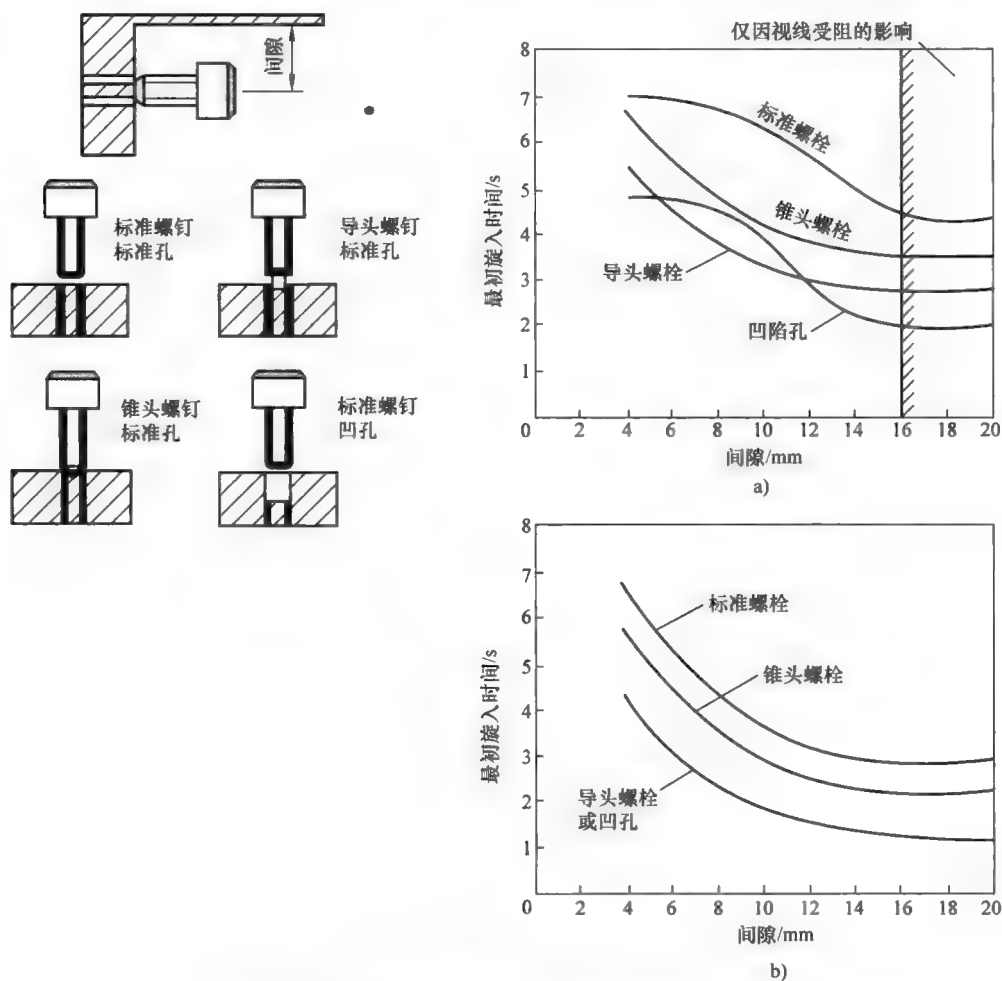 间隙
标准螺钉
标准孔
导头螺钉
标准孔
锥头螺钉
标准孔
标准螺钉
凹孔
仅因视线受阻的影响
8
7
6
5
4
3
2
1
最初旋入时间/s
标准螺栓
锥头螺栓
导头螺栓
凹陷孔
0 2 4 6 8 10 12 14 16 18 20
间隙/mm
a)
8
7
6
5
4
3
2
1
最初旋入时间/s
标准螺栓
锥头螺栓
导头螺栓
或凹孔
0 2 4 6 8 10 12 14 16 18 20
间隙/mm
b)